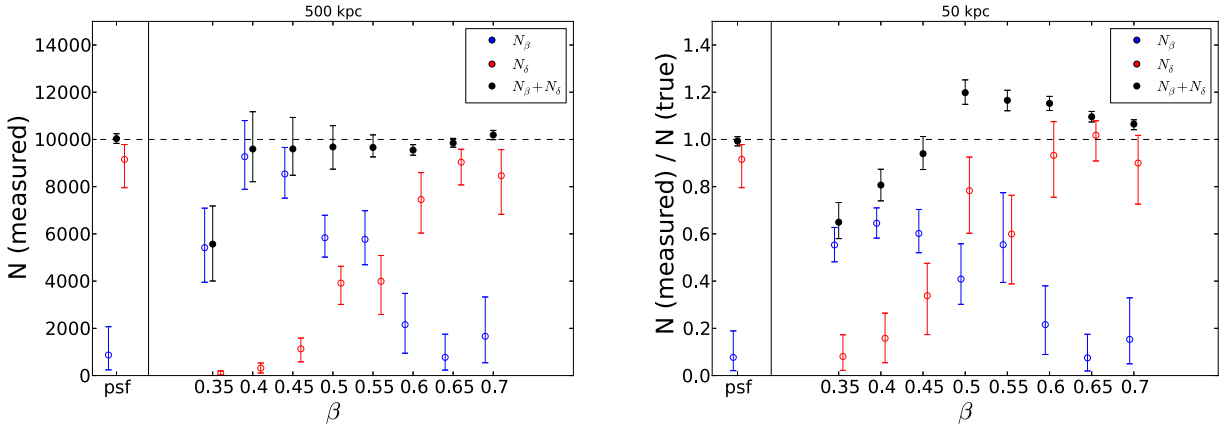 500 kpc
14000
12000
10000
8000
6000
4000
2000
0
N (measured)
N_β
N_δ
N_β+N_δ
psf 0.35 0.4 0.45 0.5 0.55 0.6 0.65 0.7
β
50 kpc
1.4
1.2
1.0
0.8
0.6
0.4
0.2
0.0
N (measured) / N (true)
N_β
N_δ
N_β+N_δ
psf 0.35 0.4 0.45 0.5 0.55 0.6 0.65 0.7
β